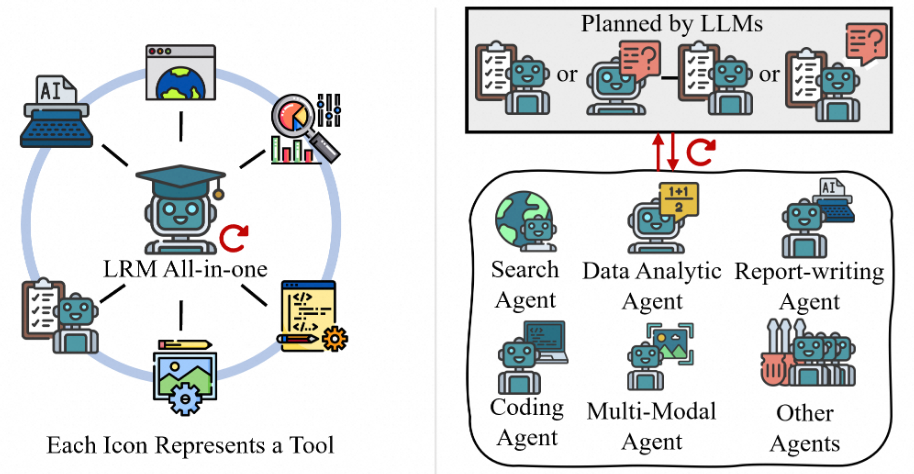 AI
LRM All-in-one
</..>
Each Icon Represents a Tool
Planned by LLMs
?
or
?
or
?
1+1
2
AI
Search
Agent
Data Analytic
Agent
Report-writing
Agent
</>
Coding
Agent
Multi-Modal
Agent
Other
Agents